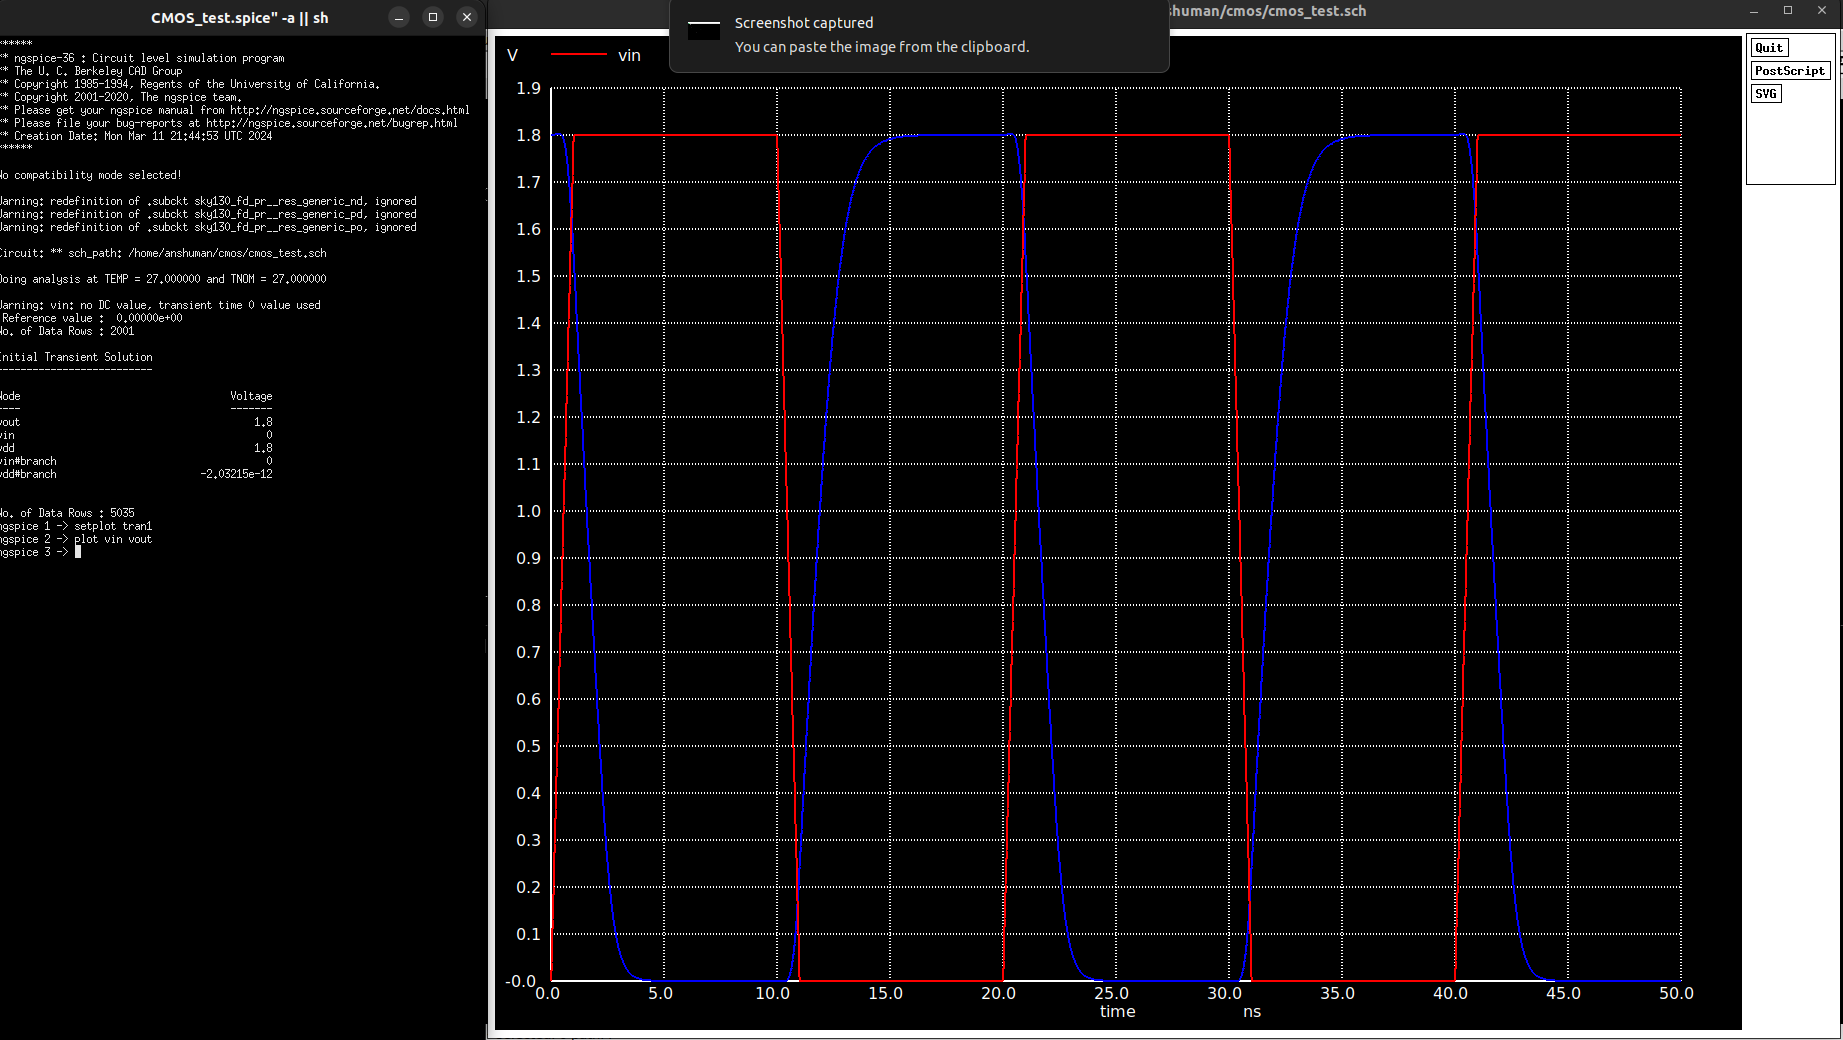 CMOS_test.spice" -a || sh
******
** ngspice-36 : Circuit level simulation program
** The U. C. Berkeley CAD Group
** Copyright 1985-1994, Regents of the University of California.
** Copyright 2001-2020, The ngspice team.
** Please get your ngspice manual from http://ngspice.sourceforge.net/docs.html
** Please file your bug-reports at http://ngspice.sourceforge.net/bugrep.html
** Creation Date: Mon Mar 11 21:44:53 UTC 2024
******
No compatibility mode selected!
Warning: redefinition of .subckt sky130_fd_pr__res_generic_nd, ignored
Warning: redefinition of .subckt sky130_fd_pr__res_generic_pd, ignored
Warning: redefinition of .subckt sky130_fd_pr__res_generic_po, ignored
Circuit: ** sch_path: /home/anshuman/cmos/cmos_test.sch
Doing analysis at TEMP = 27.000000 and TNOM = 27.000000
Warning: vin: no DC value, transient time 0 value used
Reference value : 0.00000e+00
No. of Data Rows : 2001
Initial Transient Solution
--------------------------
Node Voltage
---- -------
vout 1.8
vin 0
vdd 1.8
vin#branch 0
vdd#branch -2.03215e-12
No. of Data Rows : 5035
ngspice 1 -> setplot tran1
ngspice 2 -> plot vin vout
ngspice 3 ->
shuman/cmos/cmos_test.sch
Screenshot captured
You can paste the image from the clipboard.
V
vin
1.9
1.8
1.7
1.6
1.5
1.4
1.3
1.2
1.1
1.0
0.9
0.8
0.7
0.6
0.5
0.4
0.3
0.2
0.1
-0.0
0.0 5.0 10.0 15.0 20.0 25.0 30.0 35.0 40.0 45.0 50.0
time ns
Quit
PostScript
SVG